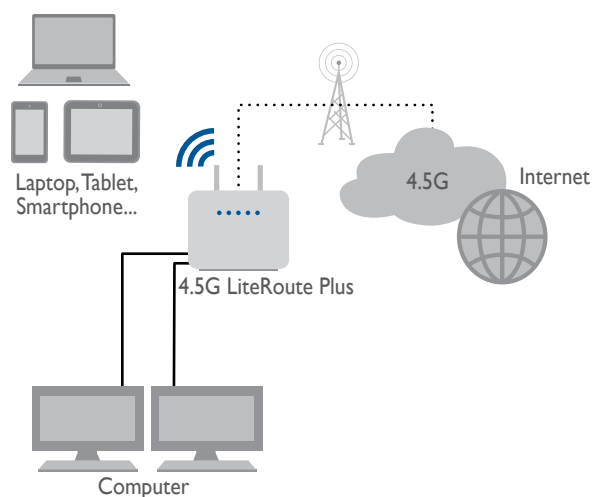 Laptop, Tablet,
Smartphone...
4.5G
Internet
4.5G LiteRoute Plus
Computer